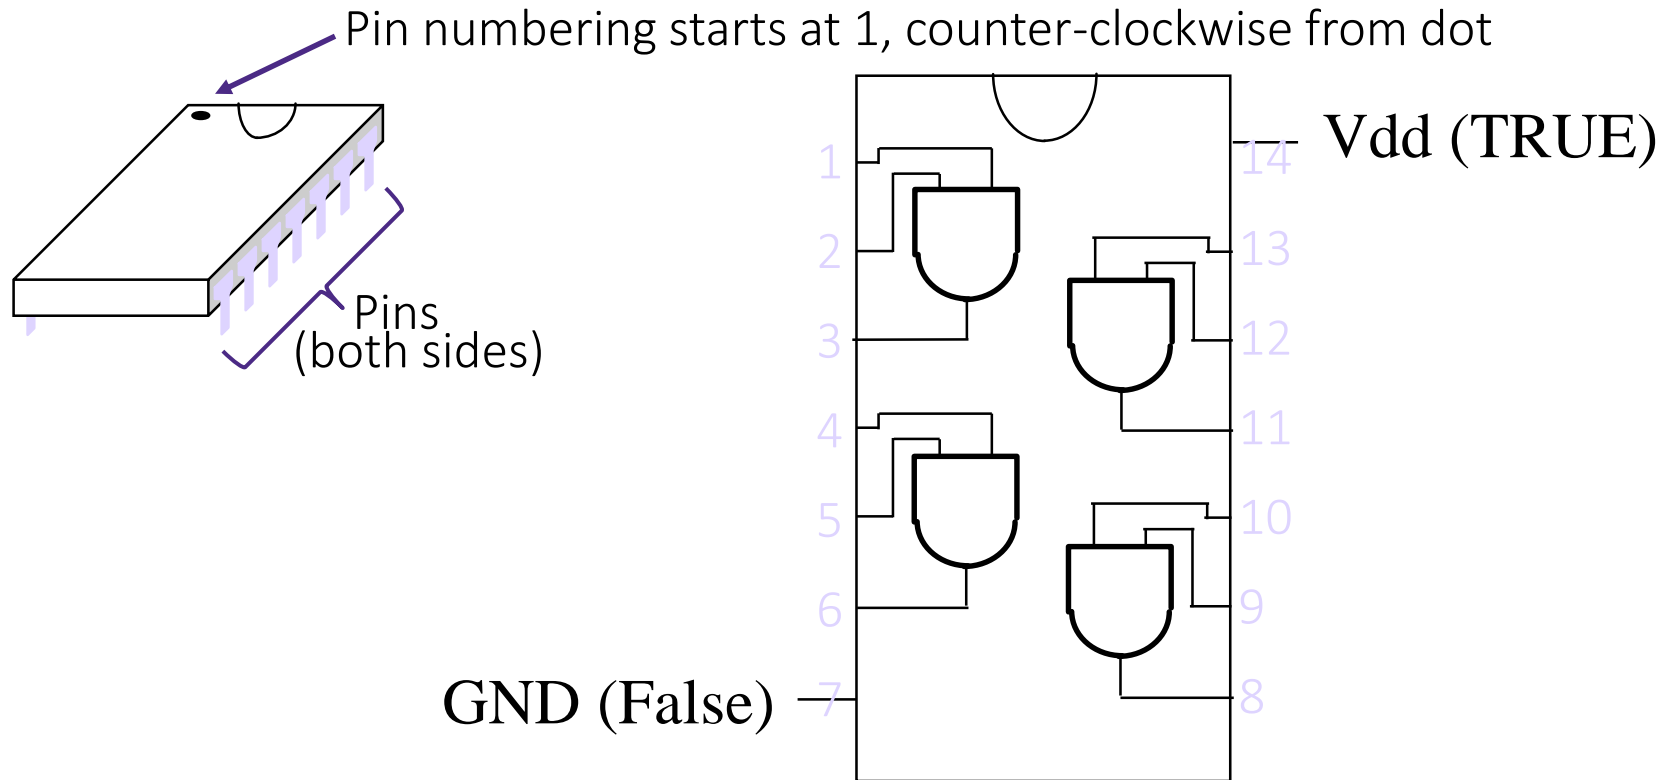 Pin numbering starts at 1, counter-clockwise from dot
Vdd (TRUE)
1
14
2
13
Pins
(both sides)
3
12
4
11
5
10
6
9
GND (False)
7
8